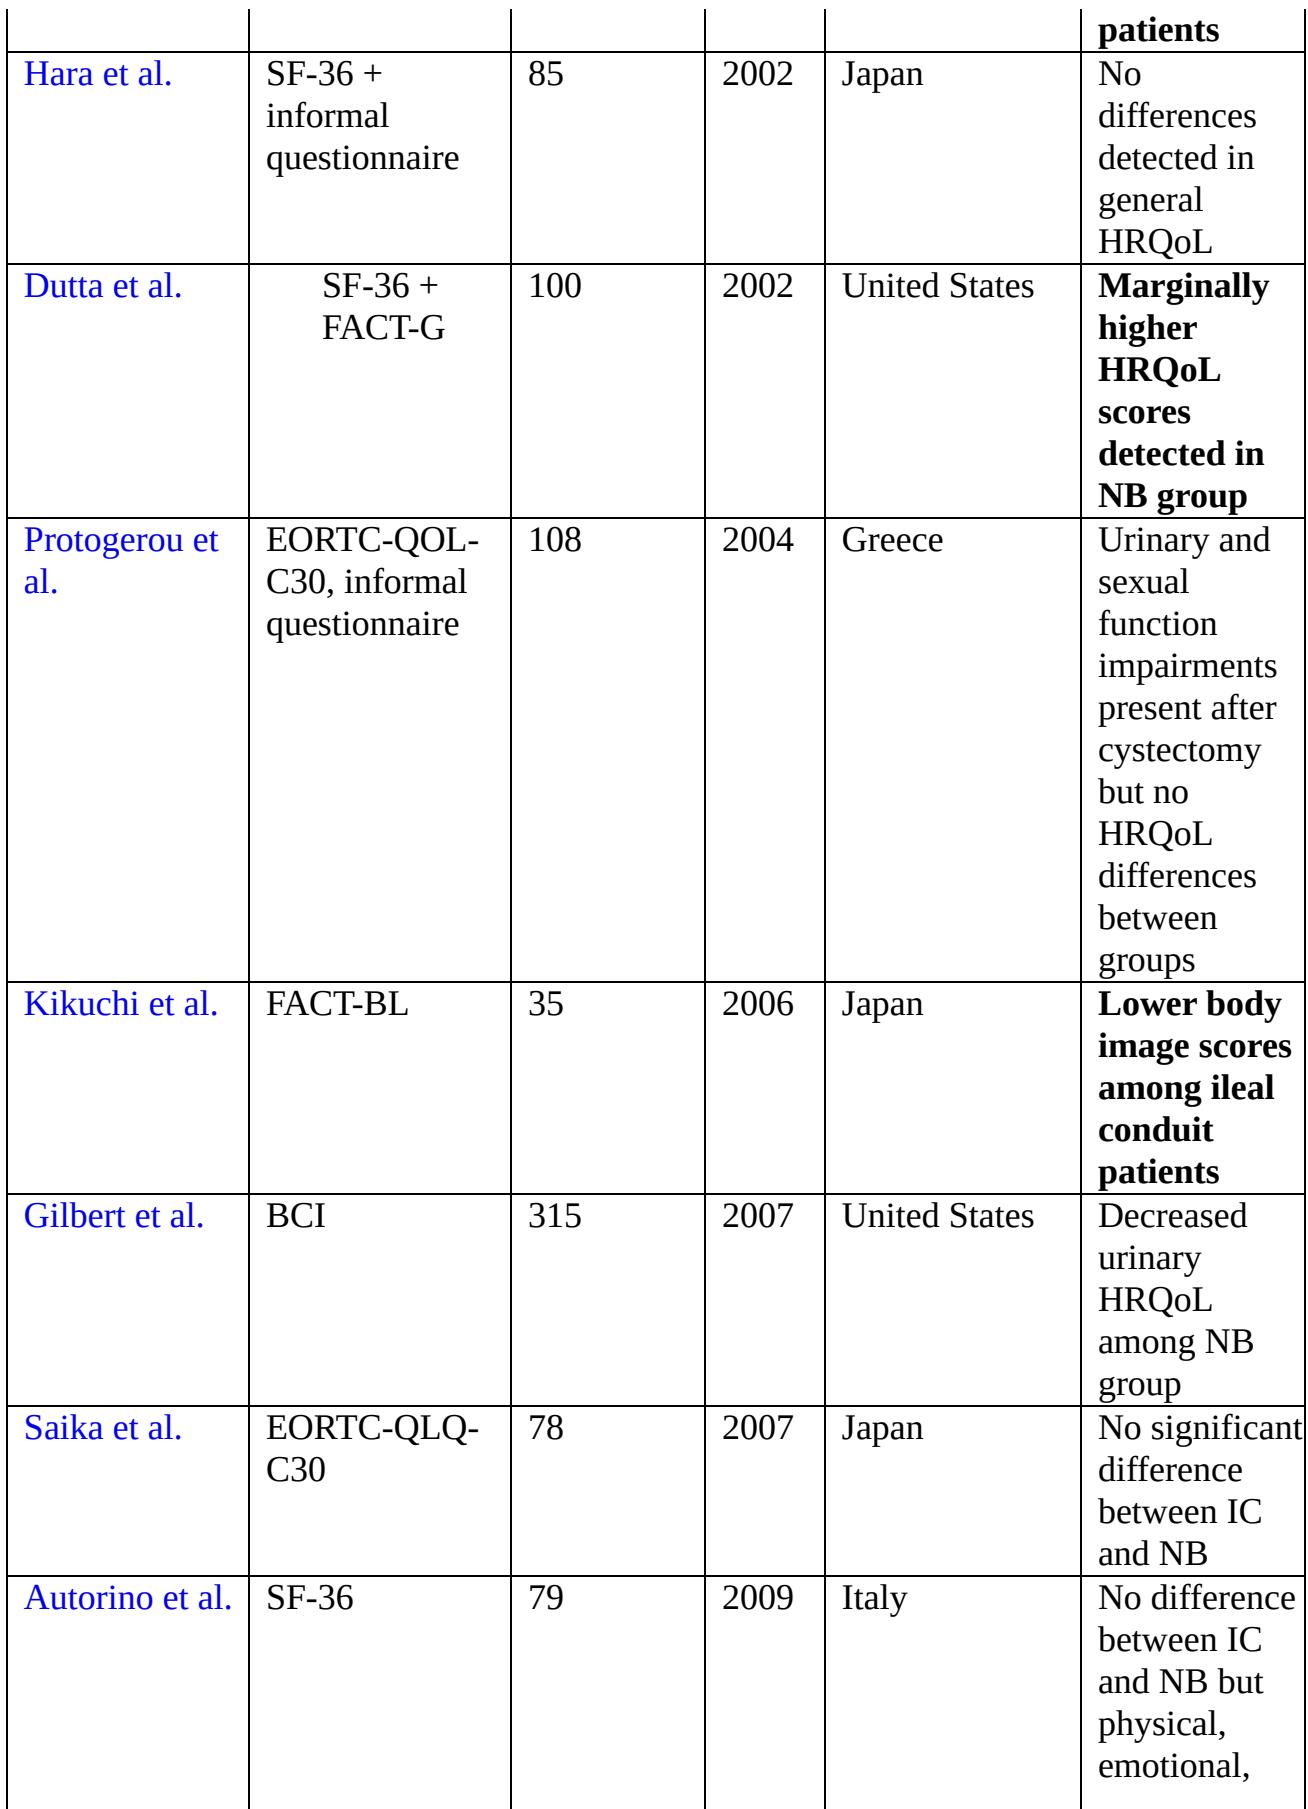 patients
Hara et al.
SF-36 +
informal
questionnaire
85
2002
Japan
No
differences
detected in
general
HRQoL
Dutta et al.
SF-36 +
FACT-G
100
2002
United States
Marginally
higher
HRQoL
scores
detected in
NB group
Protogerou et
al.
EORTC-QOL-
C30, informal
questionnaire
108
2004
Greece
Urinary and
sexual
function
impairments
present after
cystectomy
but no
HRQoL
differences
between
groups
Kikuchi et al.
FACT-BL
35
2006
Japan
Lower body
image scores
among ileal
conduit
patients
Gilbert et al.
BCI
315
2007
United States
Decreased
urinary
HRQoL
among NB
group
Saika et al.
EORTC-QLQ-
C30
78
2007
Japan
No significant
difference
between IC
and NB
Autorino et al.
SF-36
79
2009
Italy
No difference
between IC
and NB but
physical,
emotional,